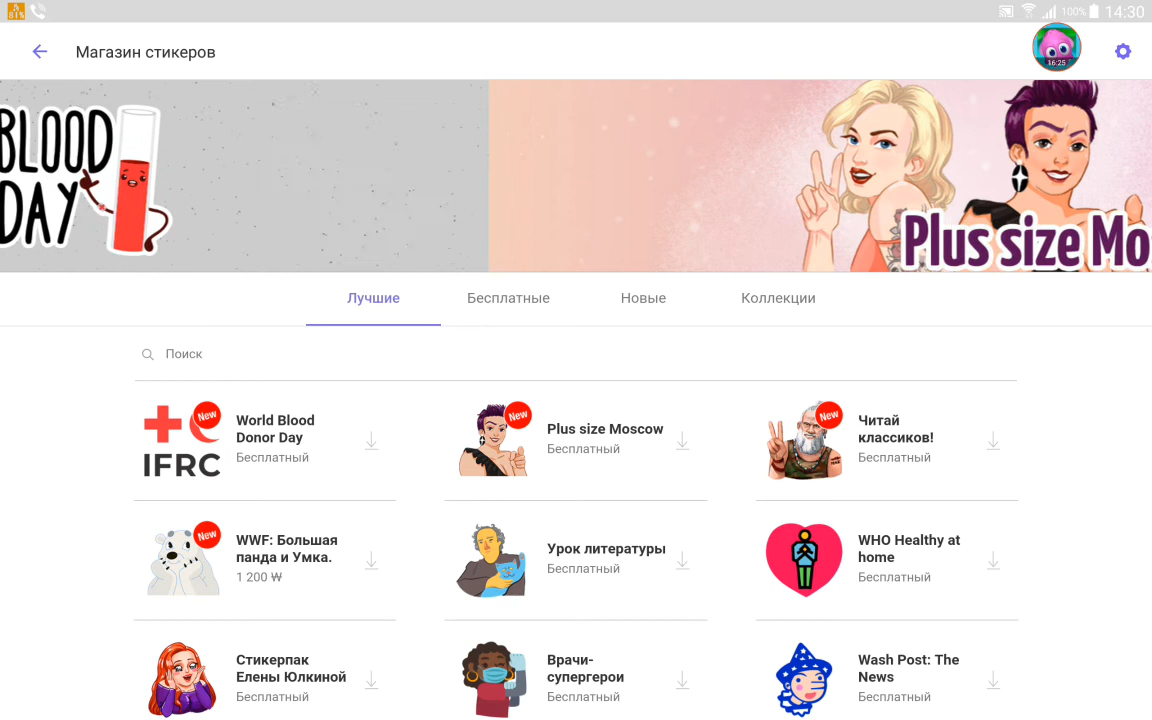 81%
100%
14:30
Магазин стикеров
16:25
BLOOD
DAY
Plus size Mo
Лучшие
Бесплатные
Новые
Коллекции
Поиск
New
World Blood
Donor Day
Бесплатный
IFRC
New
Plus size Moscow
Бесплатный
New
Читай
классиков!
Бесплатный
New
WWF: Большая
панда и Умка.
1 200 ₩
Урок литературы
Бесплатный
WHO Healthy at
home
Бесплатный
Стикерпак
Елены Юлкиной
Бесплатный
Врачи-
супергерои
Бесплатный
Wash Post: The
News
Бесплатный